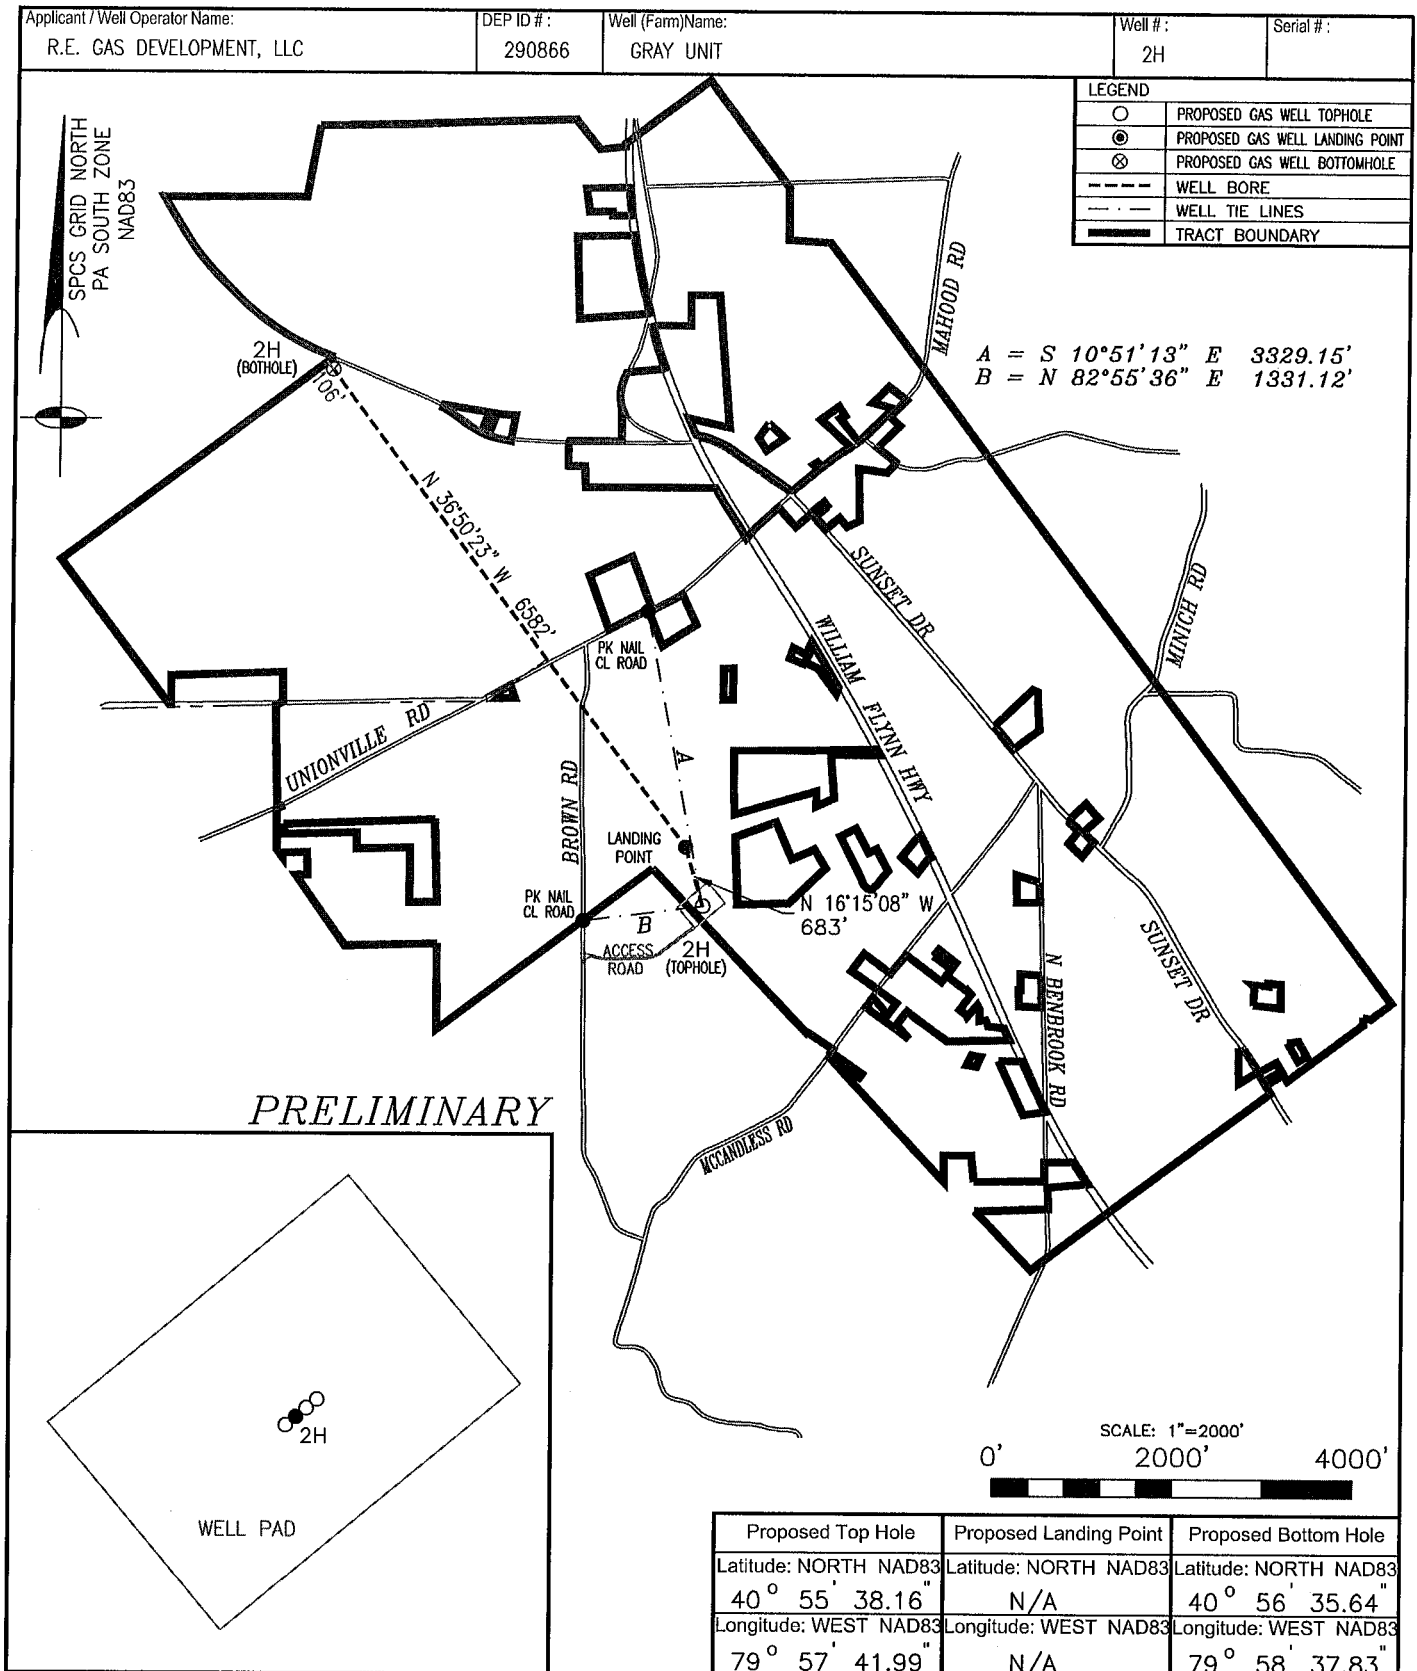 Applicant / Well Operator Name: DEP ID # : Well (Farm)Name: Well # : Serial # :
R.E. GAS DEVELOPMENT, LLC 290866 GRAY UNIT 2H
LEGEND
PROPOSED GAS WELL TOPHOLE
PROPOSED GAS WELL LANDING POINT
PROPOSED GAS WELL BOTTOMHOLE
WELL BORE
WELL TIE LINES
TRACT BOUNDARY
SPCS GRID NORTH
PA SOUTH ZONE
NAD83
MAHOOD RD
A = S 10°51'13" E 3329.15'
B = N 82°55'36" E 1331.12'
2H
(BOTHOLE)
106'
N 36°50'23" W 6582'
SUNSET DR
MINICH RD
WILLIAM FLYNN HWY
PK NAIL
CL ROAD
UNIONVILLE RD
A
BROWN RD
LANDING
POINT
PK NAIL
CL ROAD
B
N 16°15'08" W
683'
ACCESS
ROAD
2H
(TOPHOLE)
SUNSET DR
N BENBROOK RD
MCCANDLESS RD
PRELIMINARY
2H
WELL PAD
SCALE: 1"=2000'
0' 2000' 4000'
Proposed Top Hole Proposed Landing Point Proposed Bottom Hole
Latitude: NORTH NAD83 Latitude: NORTH NAD83 Latitude: NORTH NAD83
40° 55' 38.16" N/A 40° 56' 35.64"
Longitude: WEST NAD83 Longitude: WEST NAD83 Longitude: WEST NAD83
79° 57' 41.99" N/A 79° 58' 37.83"